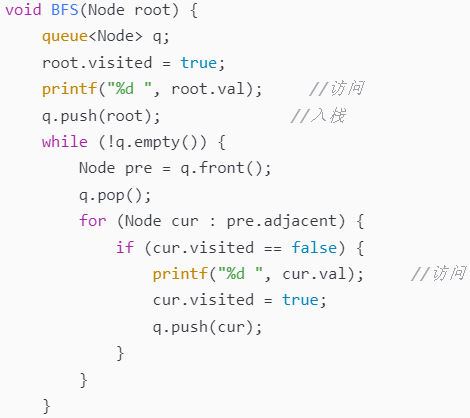 void BFS(Node root) {
    queue<Node> q;
    root.visited = true;
    printf("%d ", root.val);     //访问
    q.push(root);                //入栈
    while (!q.empty()) {
        Node pre = q.front();
        q.pop();
        for (Node cur : pre.adjacent) {
            if (cur.visited == false) {
                printf("%d ", cur.val);     //访问
                cur.visited = true;
                q.push(cur);
            }
        }
    }